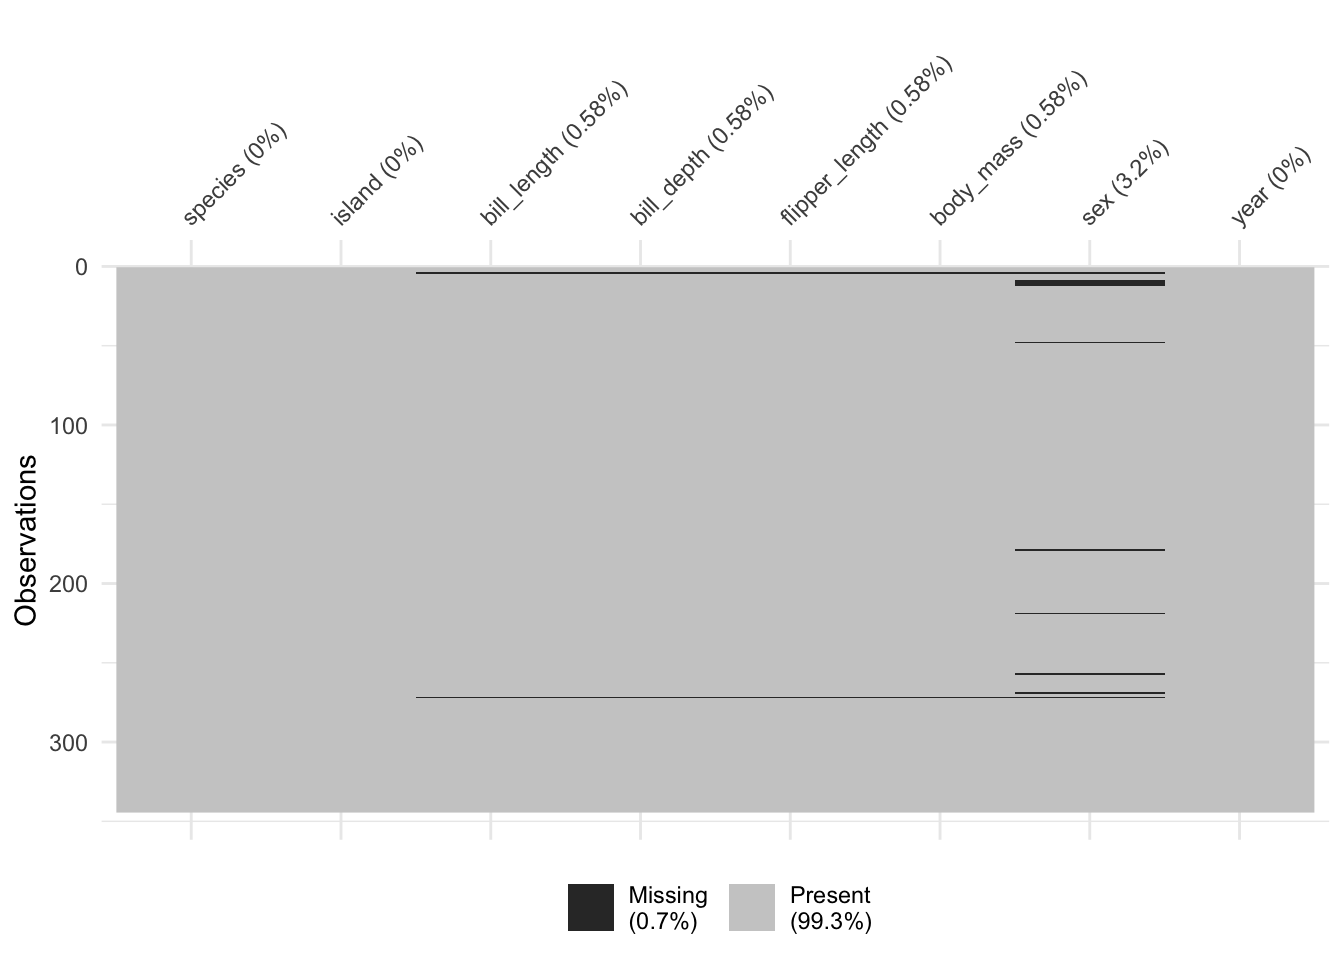 species (0%)
island (0%)
bill_length (0.58%)
bill_depth (0.58%)
flipper_length (0.58%)
body_mass (0.58%)
sex (3.2%)
year (0%)
0
100
200
300
Observations
Missing
(0.7%)
Present
(99.3%)